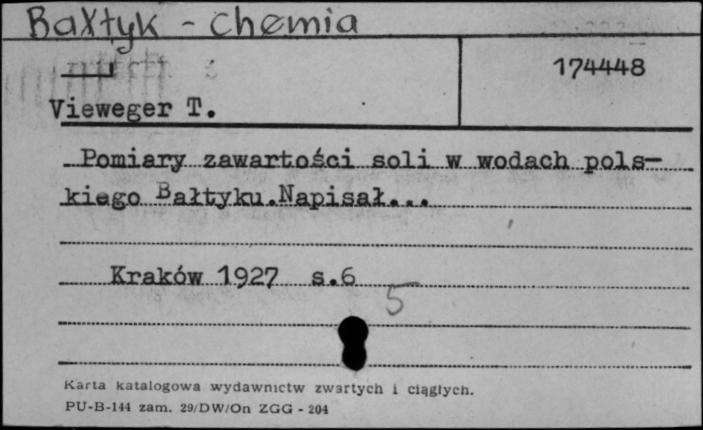 Bałtyk - chemia
174448
Vieweger T.
Pomiary zawartości soli w wodach pols-
kiego Bałtyku.Napisał...
Kraków 1927 s.6
5
Karta katalogowa wydawnictw zwartych i ciągłych.
PU-B-144 zam. 29/DW/On ZGG - 204